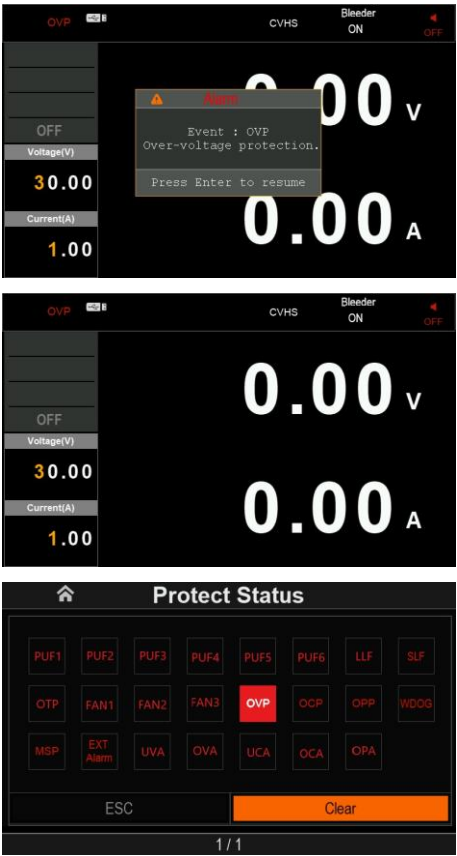 OVP CVHS Bleeder ON OFF
Alarm
Event : OVP
Over-voltage protection.
Press Enter to resume
0.00 V
OFF
Voltage(V)
30.00
Current(A)
1.00
0.00 A
OVP CVHS Bleeder ON OFF
0.00 V
OFF
Voltage(V)
30.00
Current(A)
1.00
0.00 A
Protect Status
PUF1 PUF2 PUF3 PUF4 PUF5 PUF6 LLF SLF
OTP FAN1 FAN2 FAN3 OVP OCP OPP WDOG
MSP EXT Alarm UVA OVA UCA OCA OPA
ESC Clear
1 / 1